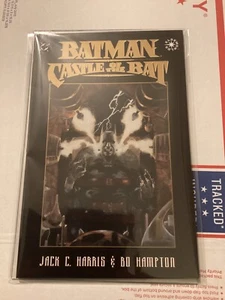 BATMAN
CASTLE OF THE BAT
JACK C. HARRIS & BO HAMPTON
TRACKED